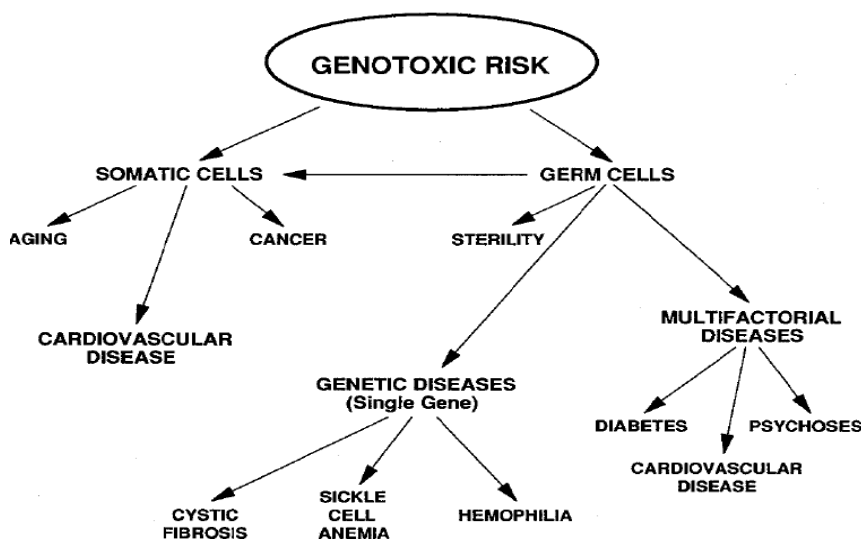 GENOTOXIC RISK
SOMATIC CELLS
GERM CELLS
AGING
CANCER
STERILITY
CARDIOVASCULAR
DISEASE
MULTIFACTORIAL
DISEASES
GENETIC DISEASES
(Single Gene)
DIABETES
PSYCHOSES
CARDIOVASCULAR
DISEASE
CYSTIC
FIBROSIS
SICKLE
CELL
ANEMIA
HEMOPHILIA